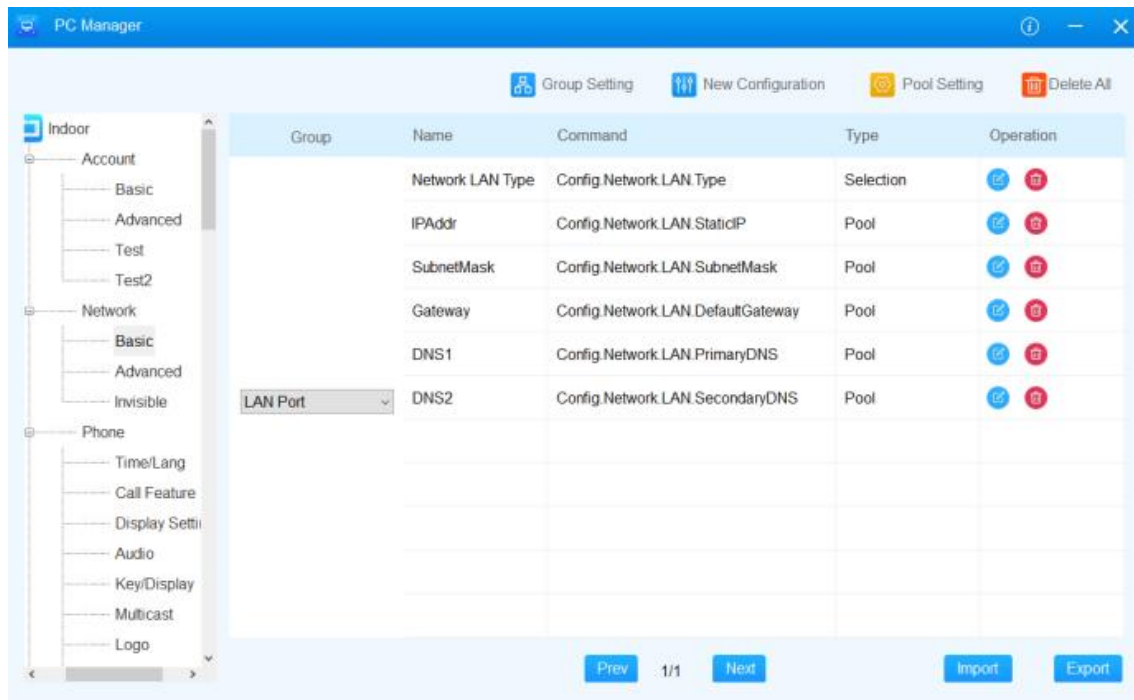 PC Manager
Group Setting New Configuration Pool Setting Delete All
Indoor
Account
Basic
Advanced
Test
Test2
Network
Basic
Advanced
Invisible
Phone
Time/Lang
Call Feature
Display Setti
Audio
Key/Display
Multicast
Logo
Group Name Command Type Operation
Network LAN Type Config.Network.LAN.Type Selection
IPAddr Config.Network.LAN.StaticIP Pool
SubnetMask Config.Network.LAN.SubnetMask Pool
Gateway Config.Network.LAN.DefaultGateway Pool
DNS1 Config.Network.LAN.PrimaryDNS Pool
LAN Port DNS2 Config.Network.LAN.SecondaryDNS Pool
Prev 1/1 Next Import Export